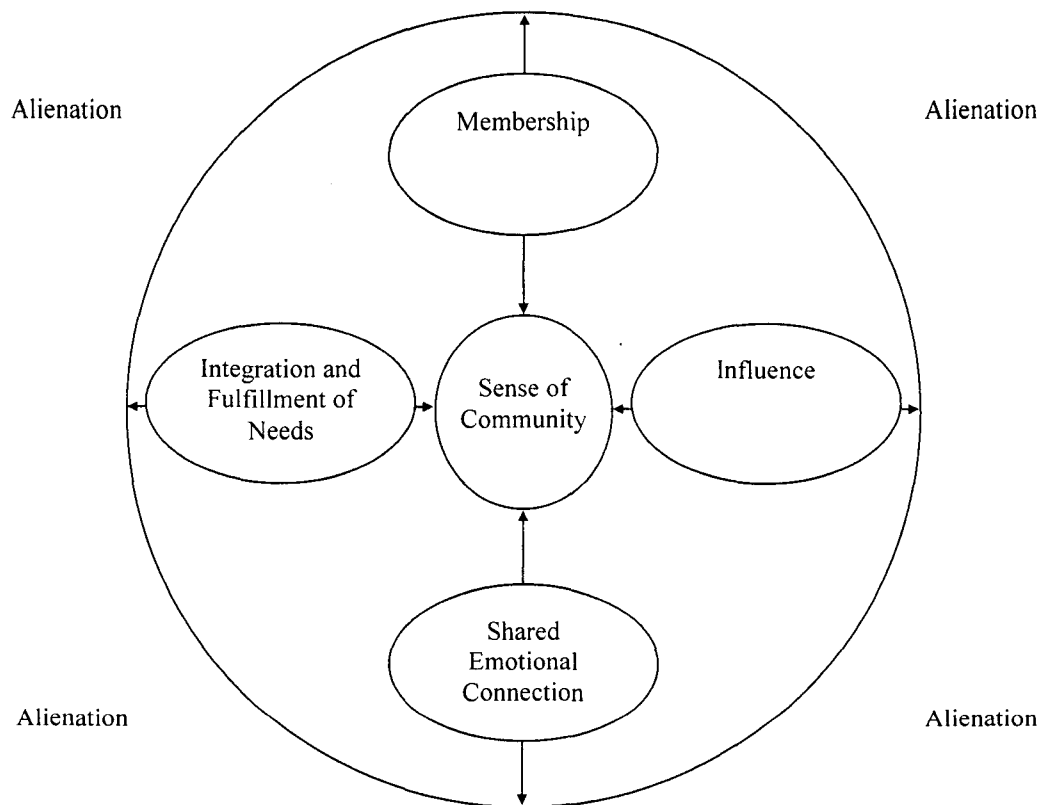 Alienation
Alienation
Membership
Integration and
Fulfillment of
Needs
Sense of
Community
Influence
Shared
Emotional
Connection
Alienation
Alienation